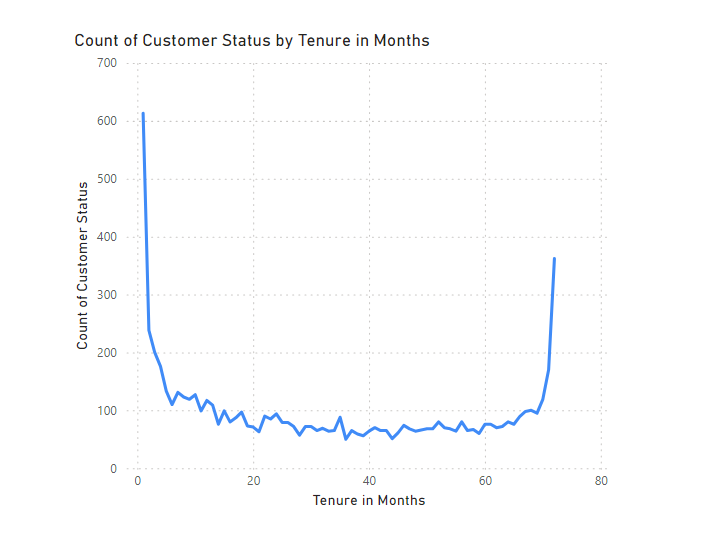 Count of Customer Status by Tenure in Months
700
600
500
400
300
200
100
0
Count of Customer Status
0 20 40 60 80
Tenure in Months